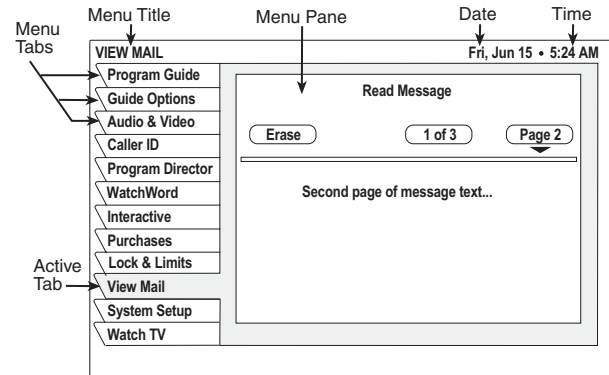 Menu Title
Menu Pane
Date
Time
Menu
Tabs
VIEW MAIL
Fri, Jun 15 • 5:24 AM
Program Guide
Guide Options
Audio & Video
Caller ID
Program Director
WatchWord
Interactive
Purchases
Lock & Limits
Active
Tab
View Mail
System Setup
Watch TV
Read Message
Erase
1 of 3
Page 2
Second page of message text...